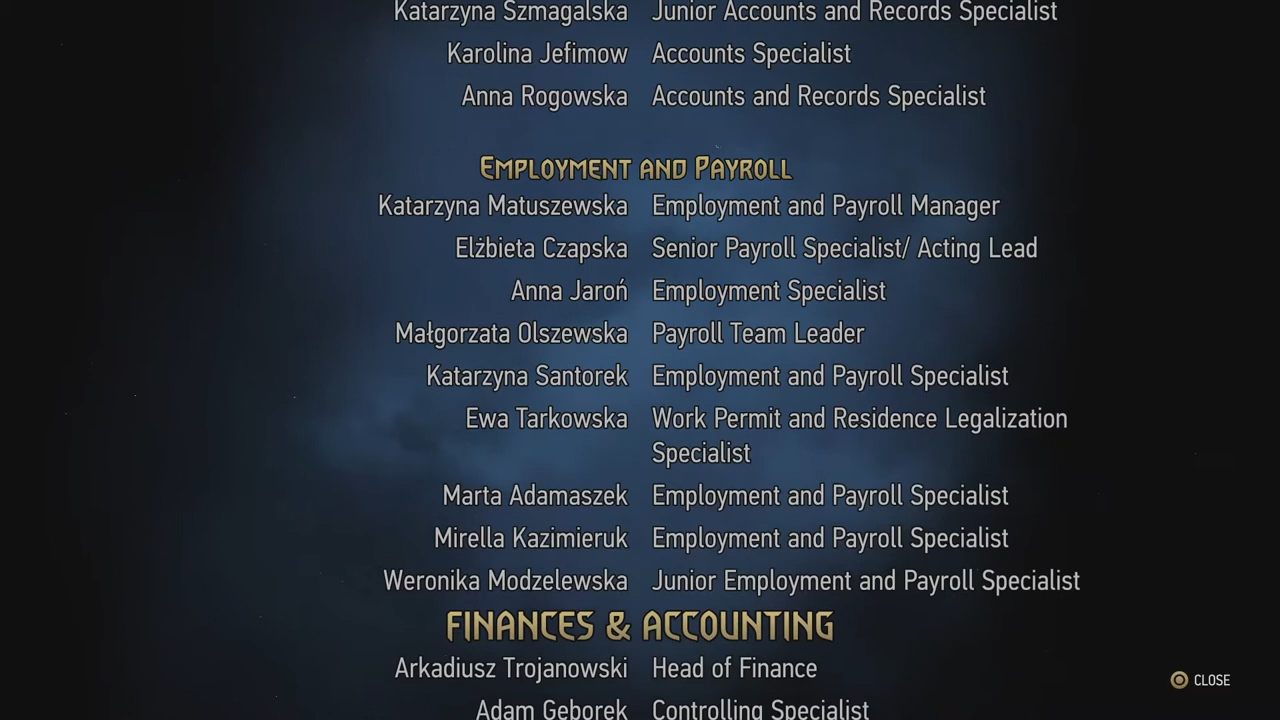 Katarzyna Szmagalska Junior Accounts and Records Specialist
Karolina Jefimow Accounts Specialist
Anna Rogowska Accounts and Records Specialist
Employment and Payroll
Katarzyna Matuszewska Employment and Payroll Manager
Elżbieta Czapska Senior Payroll Specialist/ Acting Lead
Anna Jaroń Employment Specialist
Małgorzata Olszewska Payroll Team Leader
Katarzyna Santorek Employment and Payroll Specialist
Ewa Tarkowska Work Permit and Residence Legalization
Specialist
Marta Adamaszek Employment and Payroll Specialist
Mirella Kazimieruk Employment and Payroll Specialist
Weronika Modzelewska Junior Employment and Payroll Specialist
FINANCES & ACCOUNTING
Arkadiusz Trojanowski Head of Finance
CLOSE
Adam Geborek Controlling Specialist